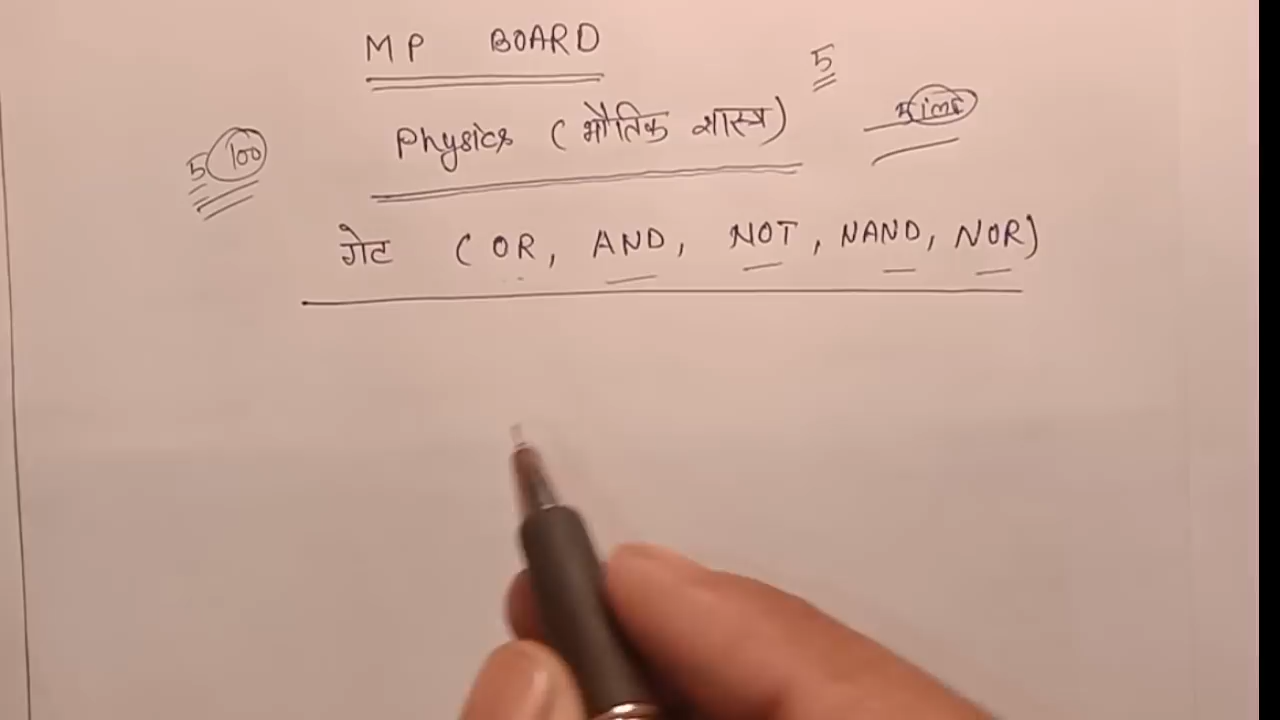 MP BOARD
5
Physics (भौतिक शास्त्र)
5 100
गेट (OR, AND, NOT, NAND, NOR)